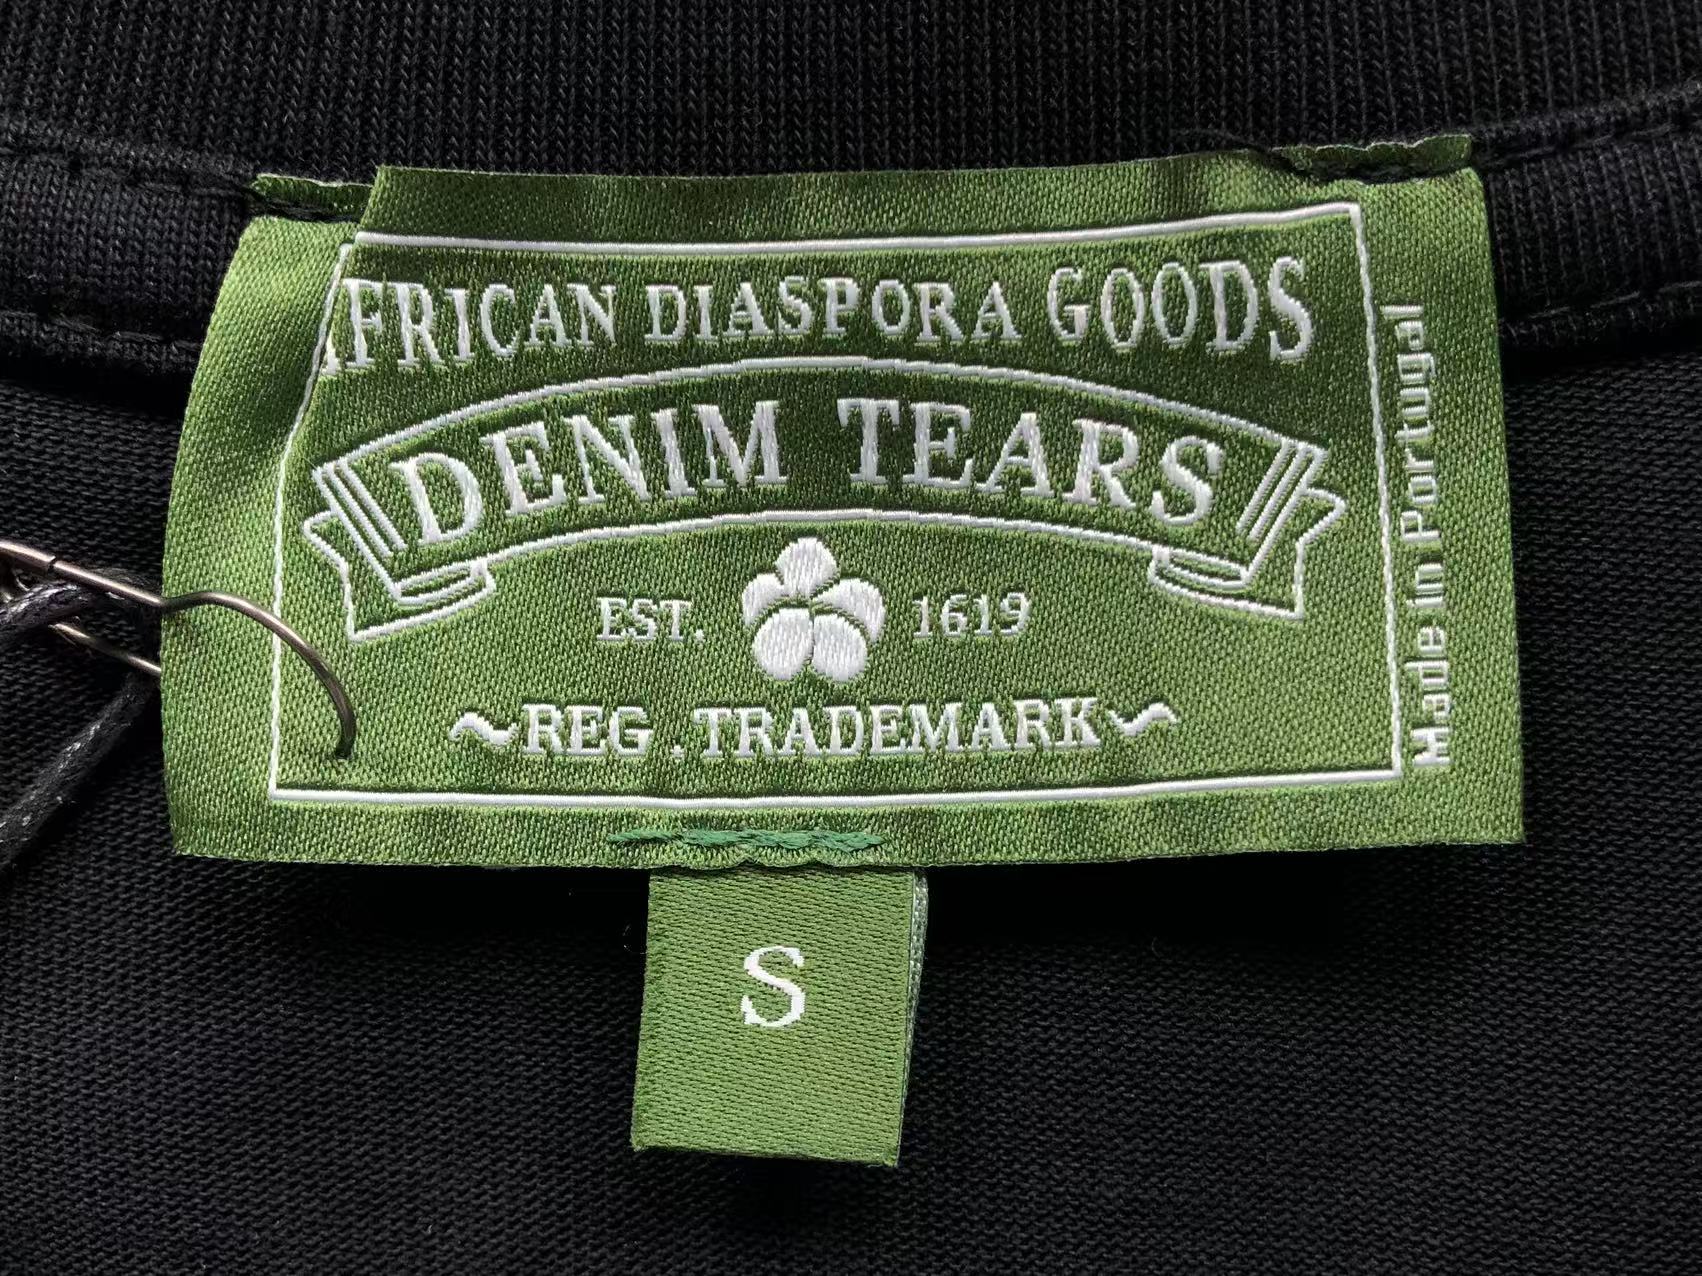 AFRICAN DIASPORA GOODS
DENIM TEARS
EST. 1619
~REG.TRADEMARK~
Made in Portugal
S